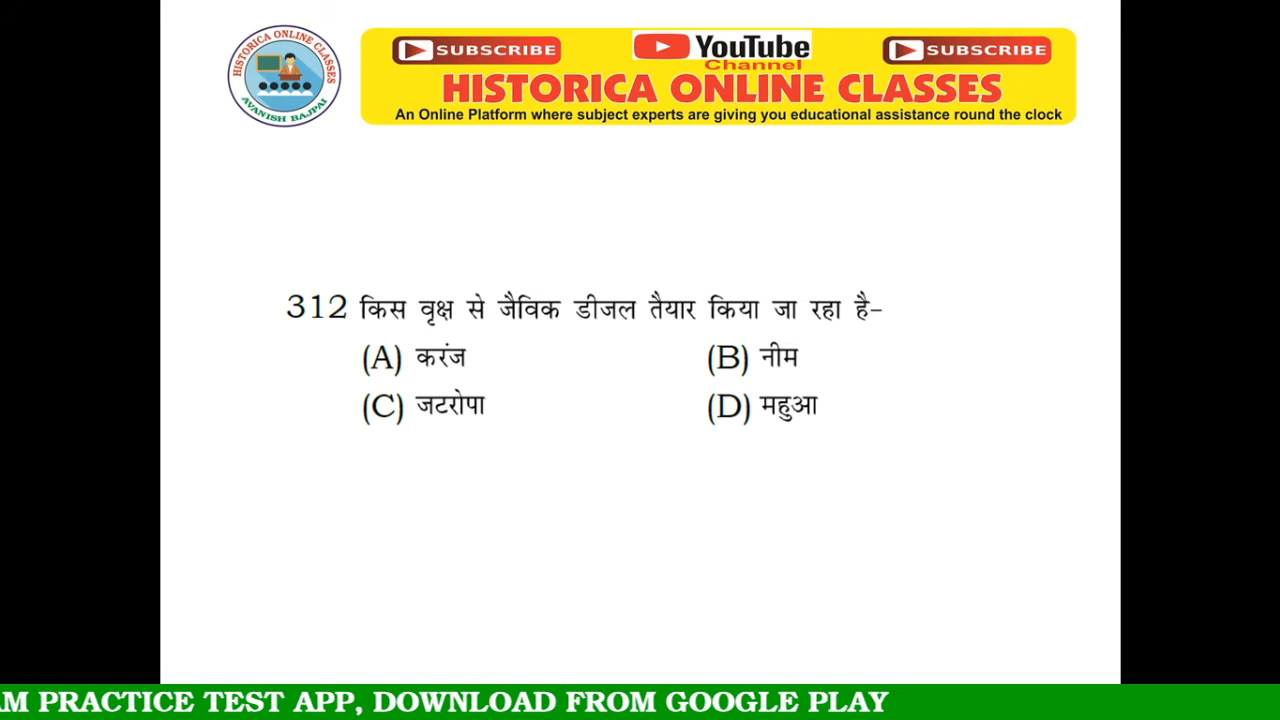 HISTORICA ONLINE CLASSES
AVANISH BAJPAI
SUBSCRIBE
YouTube
SUBSCRIBE
Channel
HISTORICA ONLINE CLASSES
An Online Platform where subject experts are giving you educational assistance round the clock
312 किस वृक्ष से जैविक डीजल तैयार किया जा रहा है-
(A) करंज (B) नीम
(C) जटरोपा (D) महुआ
AM PRACTICE TEST APP, DOWNLOAD FROM GOOGLE PLAY